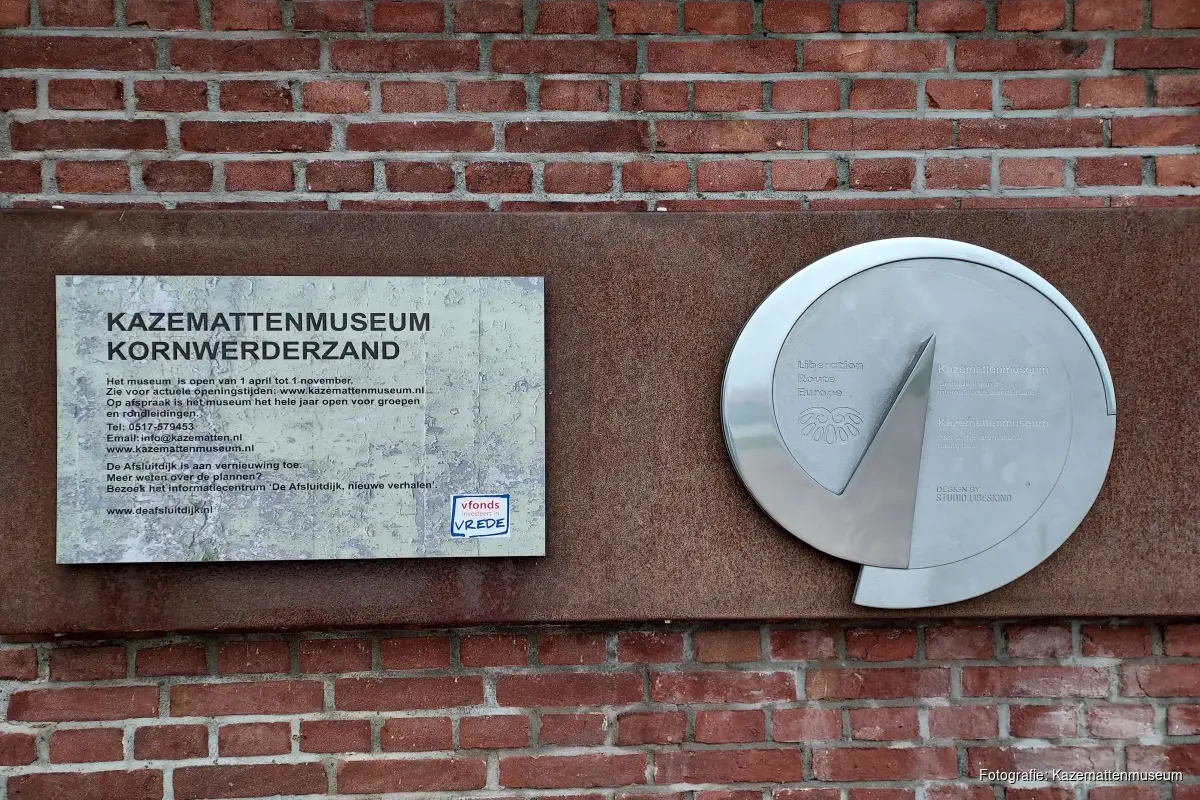 KAZEMATTENMUSEUM
KORNWERDERZAND
Het museum is open van 1 april tot 1 november.
Zie voor actuele openingstijden: www.kazemattenmuseum.nl
Op afspraak is het museum het hele jaar open voor groepen
en rondleidingen.
Tel: 0517-579453
Email: info@kazematten.nl
www.kazemattenmuseum.nl
De Afsluitdijk is aan vernieuwing toe.
Meer weten over de plannen?
Bezoek het informatiecentrum 'De Afsluitdijk, nieuwe verhalen'.
www.deafsluitdijk.nl
vfonds
investeert in
VREDE
Liberation
Route
Europe
Kazemattenmuseum
Kazemattenmuseum
DESIGN BY
STUDIO LIBESKIND
Fotografie: Kazemattenmuseum